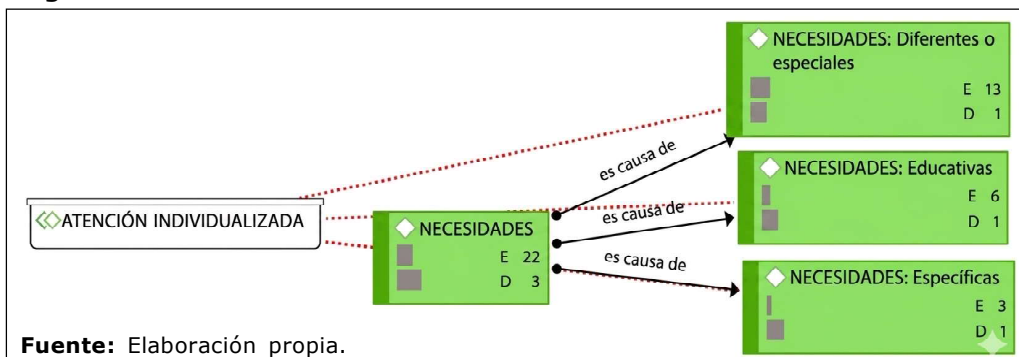 NECESIDADES: Diferentes o
especiales
E 13
D 1
es causa de
NECESIDADES: Educativas
E 6
D 1
es causa de
ATENCIÓN INDIVIDUALIZADA
NECESIDADES
E 22
D 3
es causa de
NECESIDADES: Específicas
E 3
D 1
Fuente: Elaboración propia.